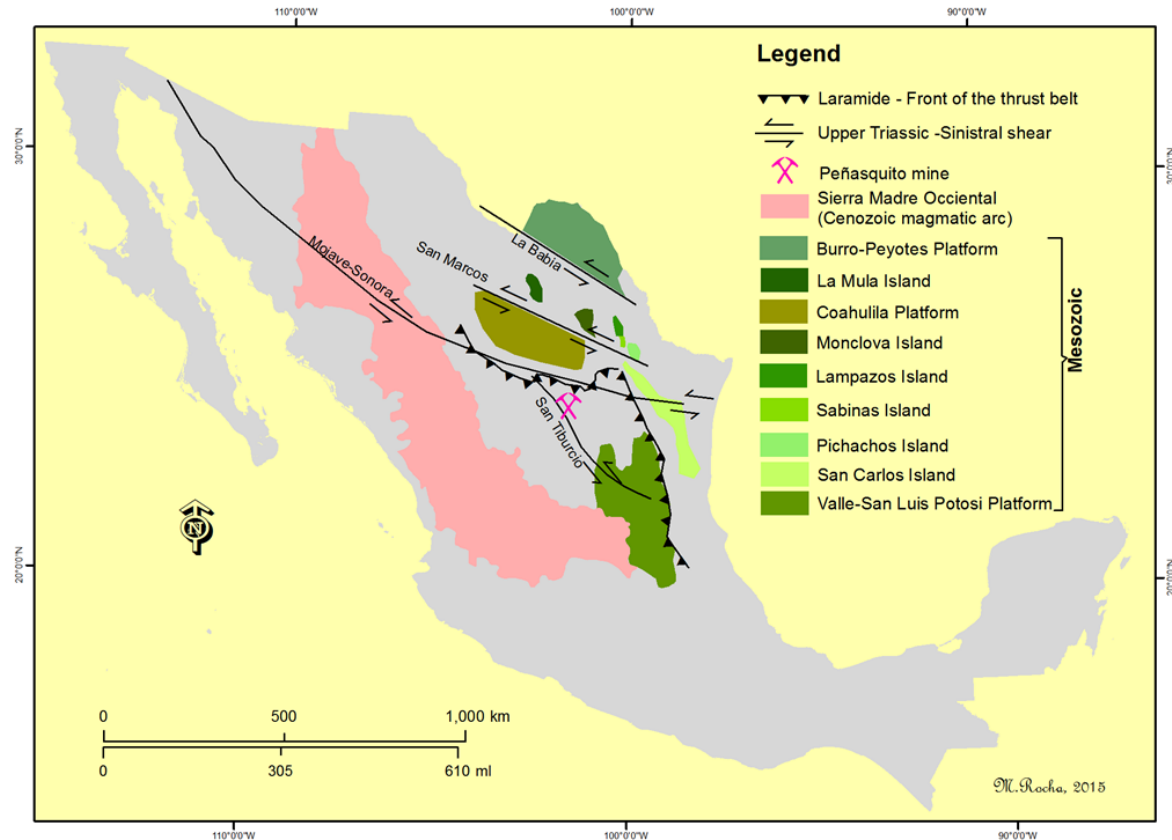 110°0'0"W
100°0'0"W
90°0'0"W
30°0'0"N
20°0'0"N
Legend
Laramide - Front of the thrust belt
Upper Triassic -Sinistral shear
Peñasquito mine
Sierra Madre Occiental
(Cenozoic magmatic arc)
Burro-Peyotes Platform
La Mula Island
Coahulila Platform
Monclova Island
Lampazos Island
Sabinas Island
Pichachos Island
San Carlos Island
Valle-San Luis Potosi Platform
Mesozoic
La Babia
San Marcos
Mojave-Sonora
San Tiburcio
N
0
500
1,000 km
0
305
610 ml
M.Rocha, 2015
20°0'0"N
110°0'0"W
100°0'0"W
90°0'0"W